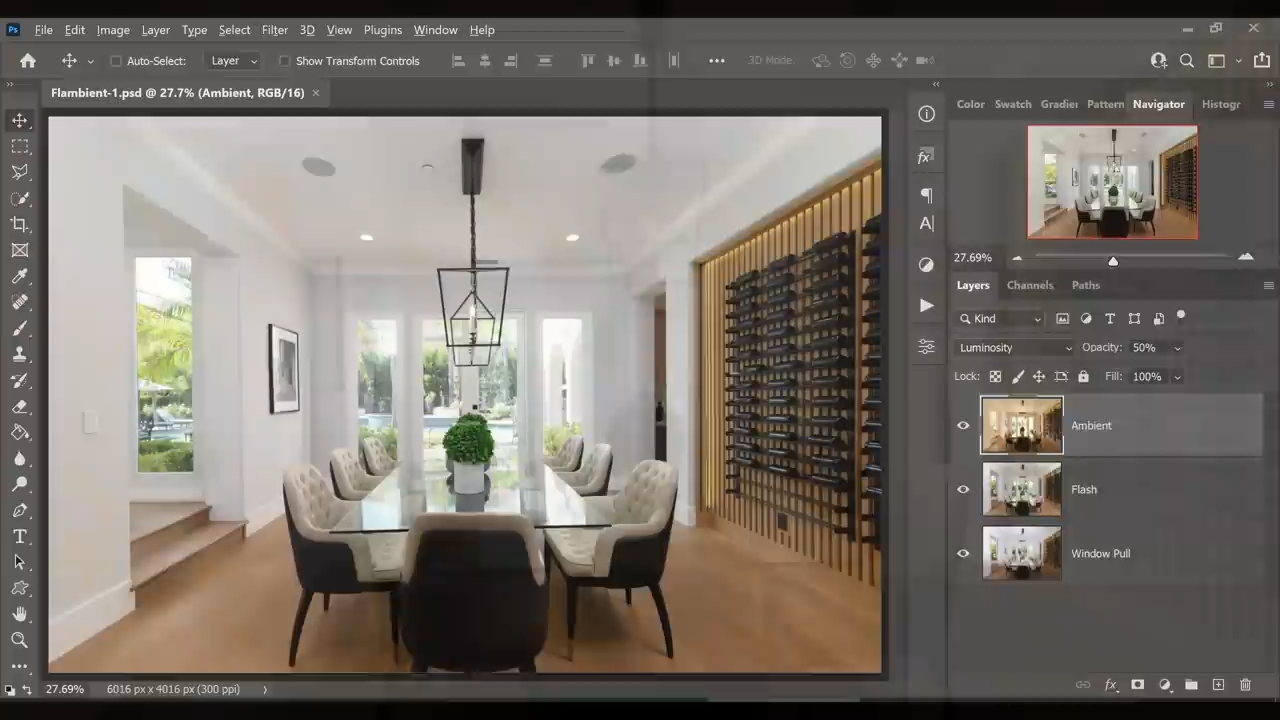 Ps File Edit Image Layer Type Select Filter 3D View Plugins Window Help
Auto-Select: Layer Show Transform Controls 3D Mode:
Flambient-1.psd @ 27.7% (Ambient, RGB/16) ×
Color Swatch Gradier Pattern Navigator Histogr
27.69%
Layers Channels Paths
Kind
Luminosity Opacity: 50%
Lock: Fill: 100%
Ambient
Flash
Window Pull
27.69% 6016 px x 4016 px (300 ppi)